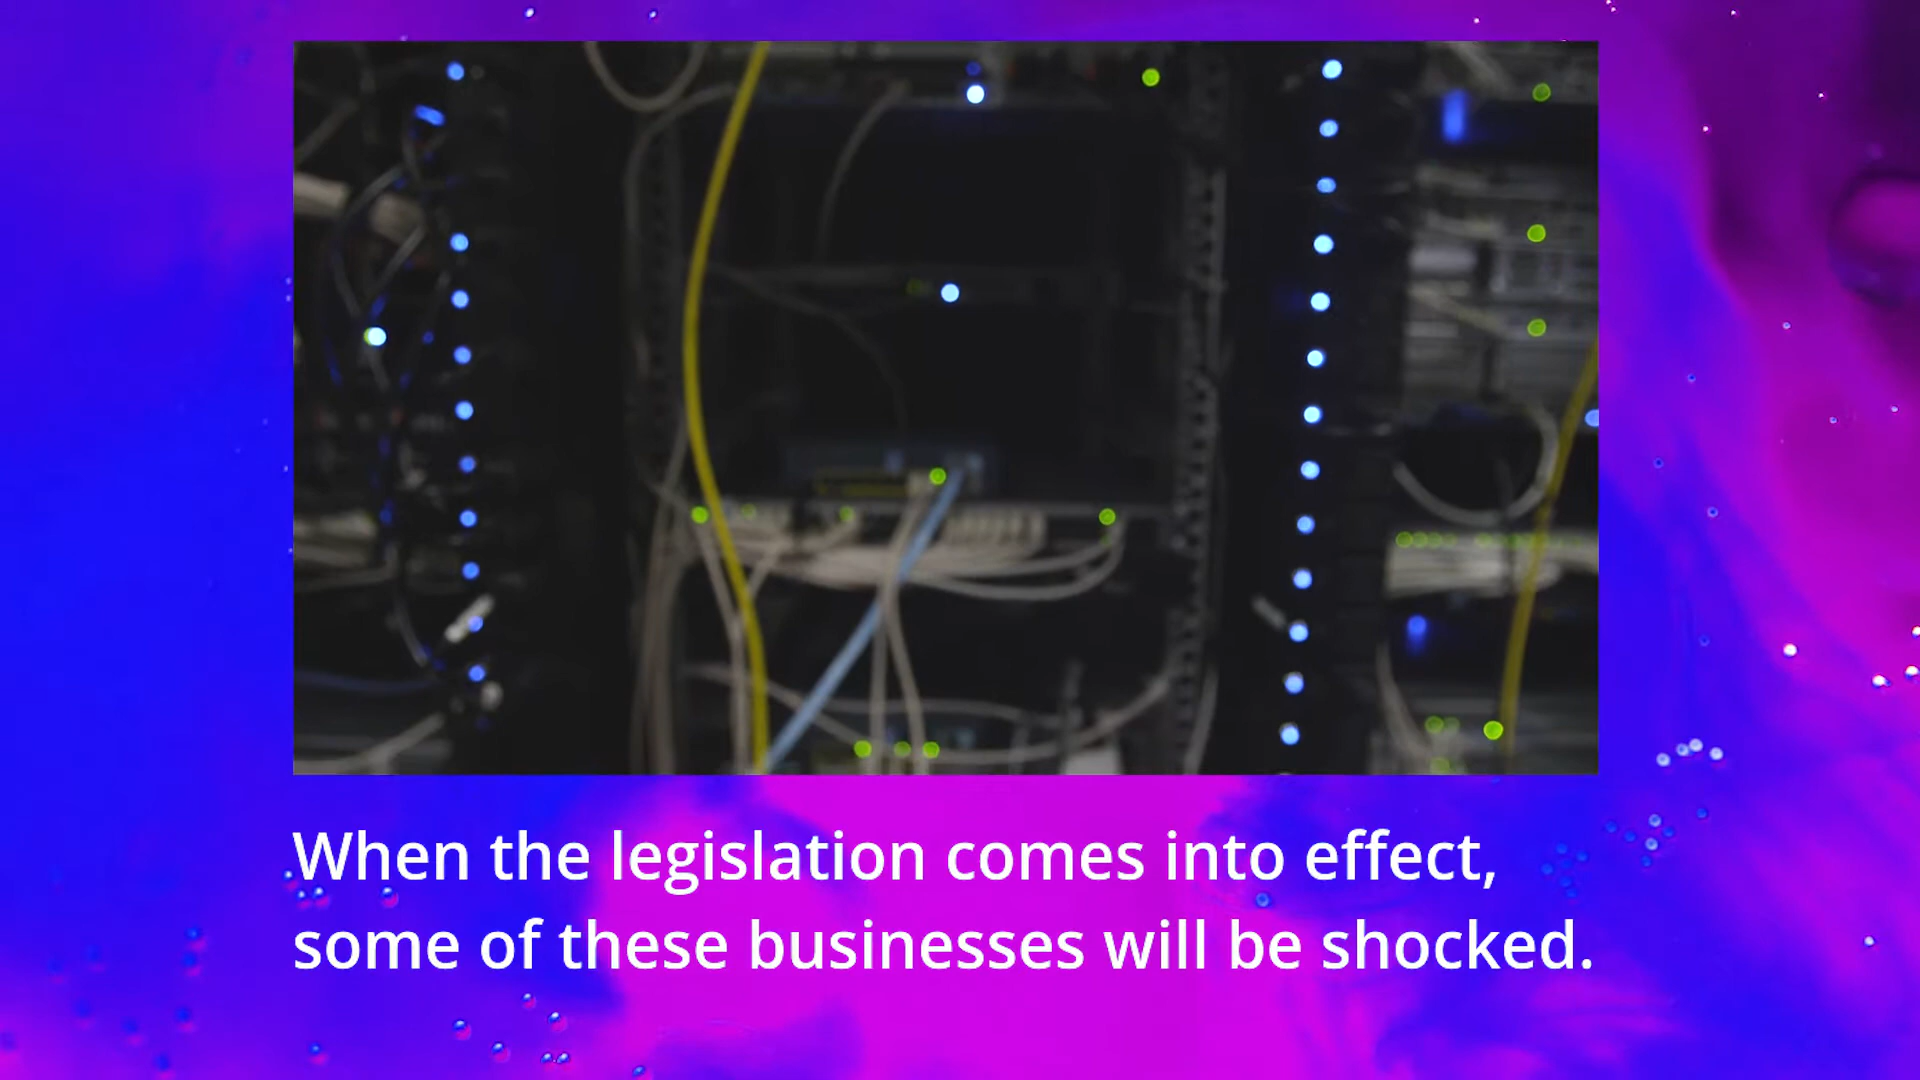 When the legislation comes into effect,
some of these businesses will be shocked.